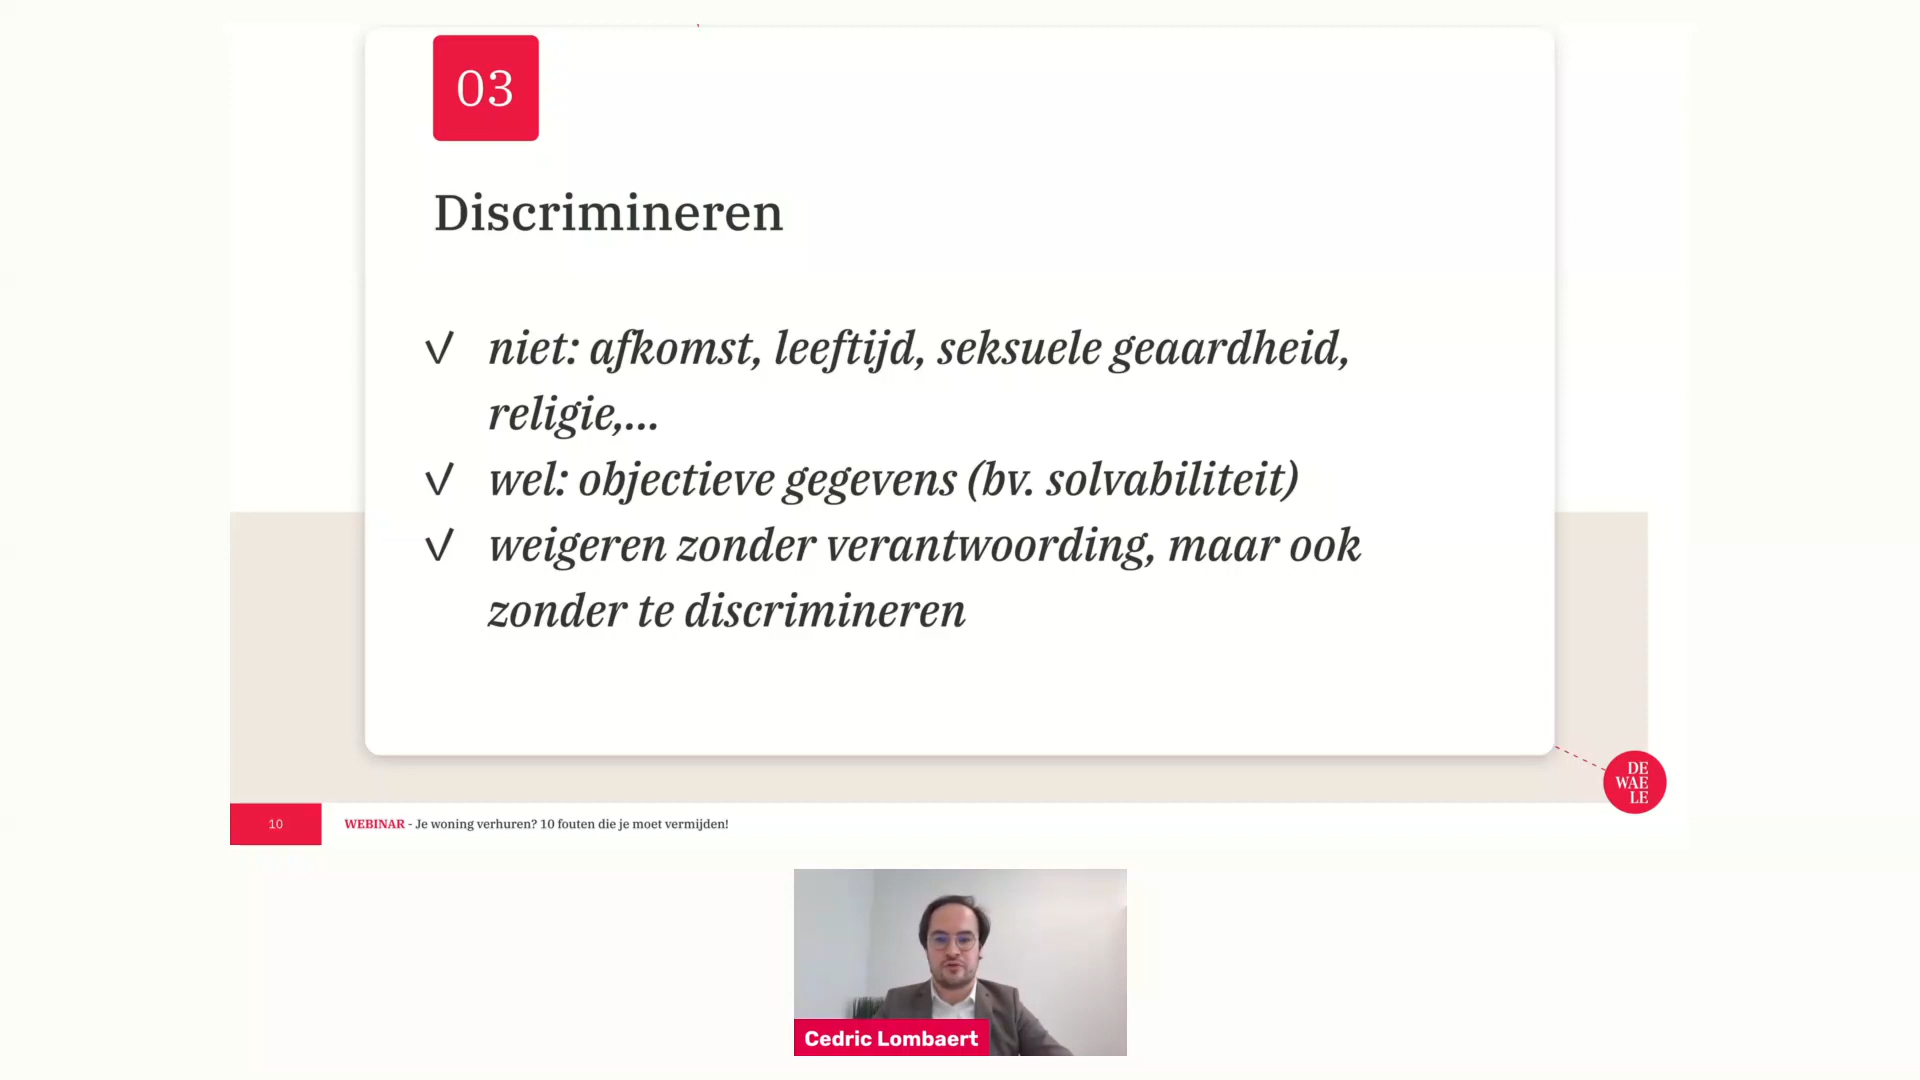 03
Discrimineren
√ niet: afkomst, leeftijd, seksuele geaardheid,
religie,...
√ wel: objectieve gegevens (bv. solvabiliteit)
√ weigeren zonder verantwoording, maar ook
zonder te discrimineren
DE
WAE
LE
10
WEBINAR - Je woning verhuren? 10 fouten die je moet vermijden!
Cedric Lombaert